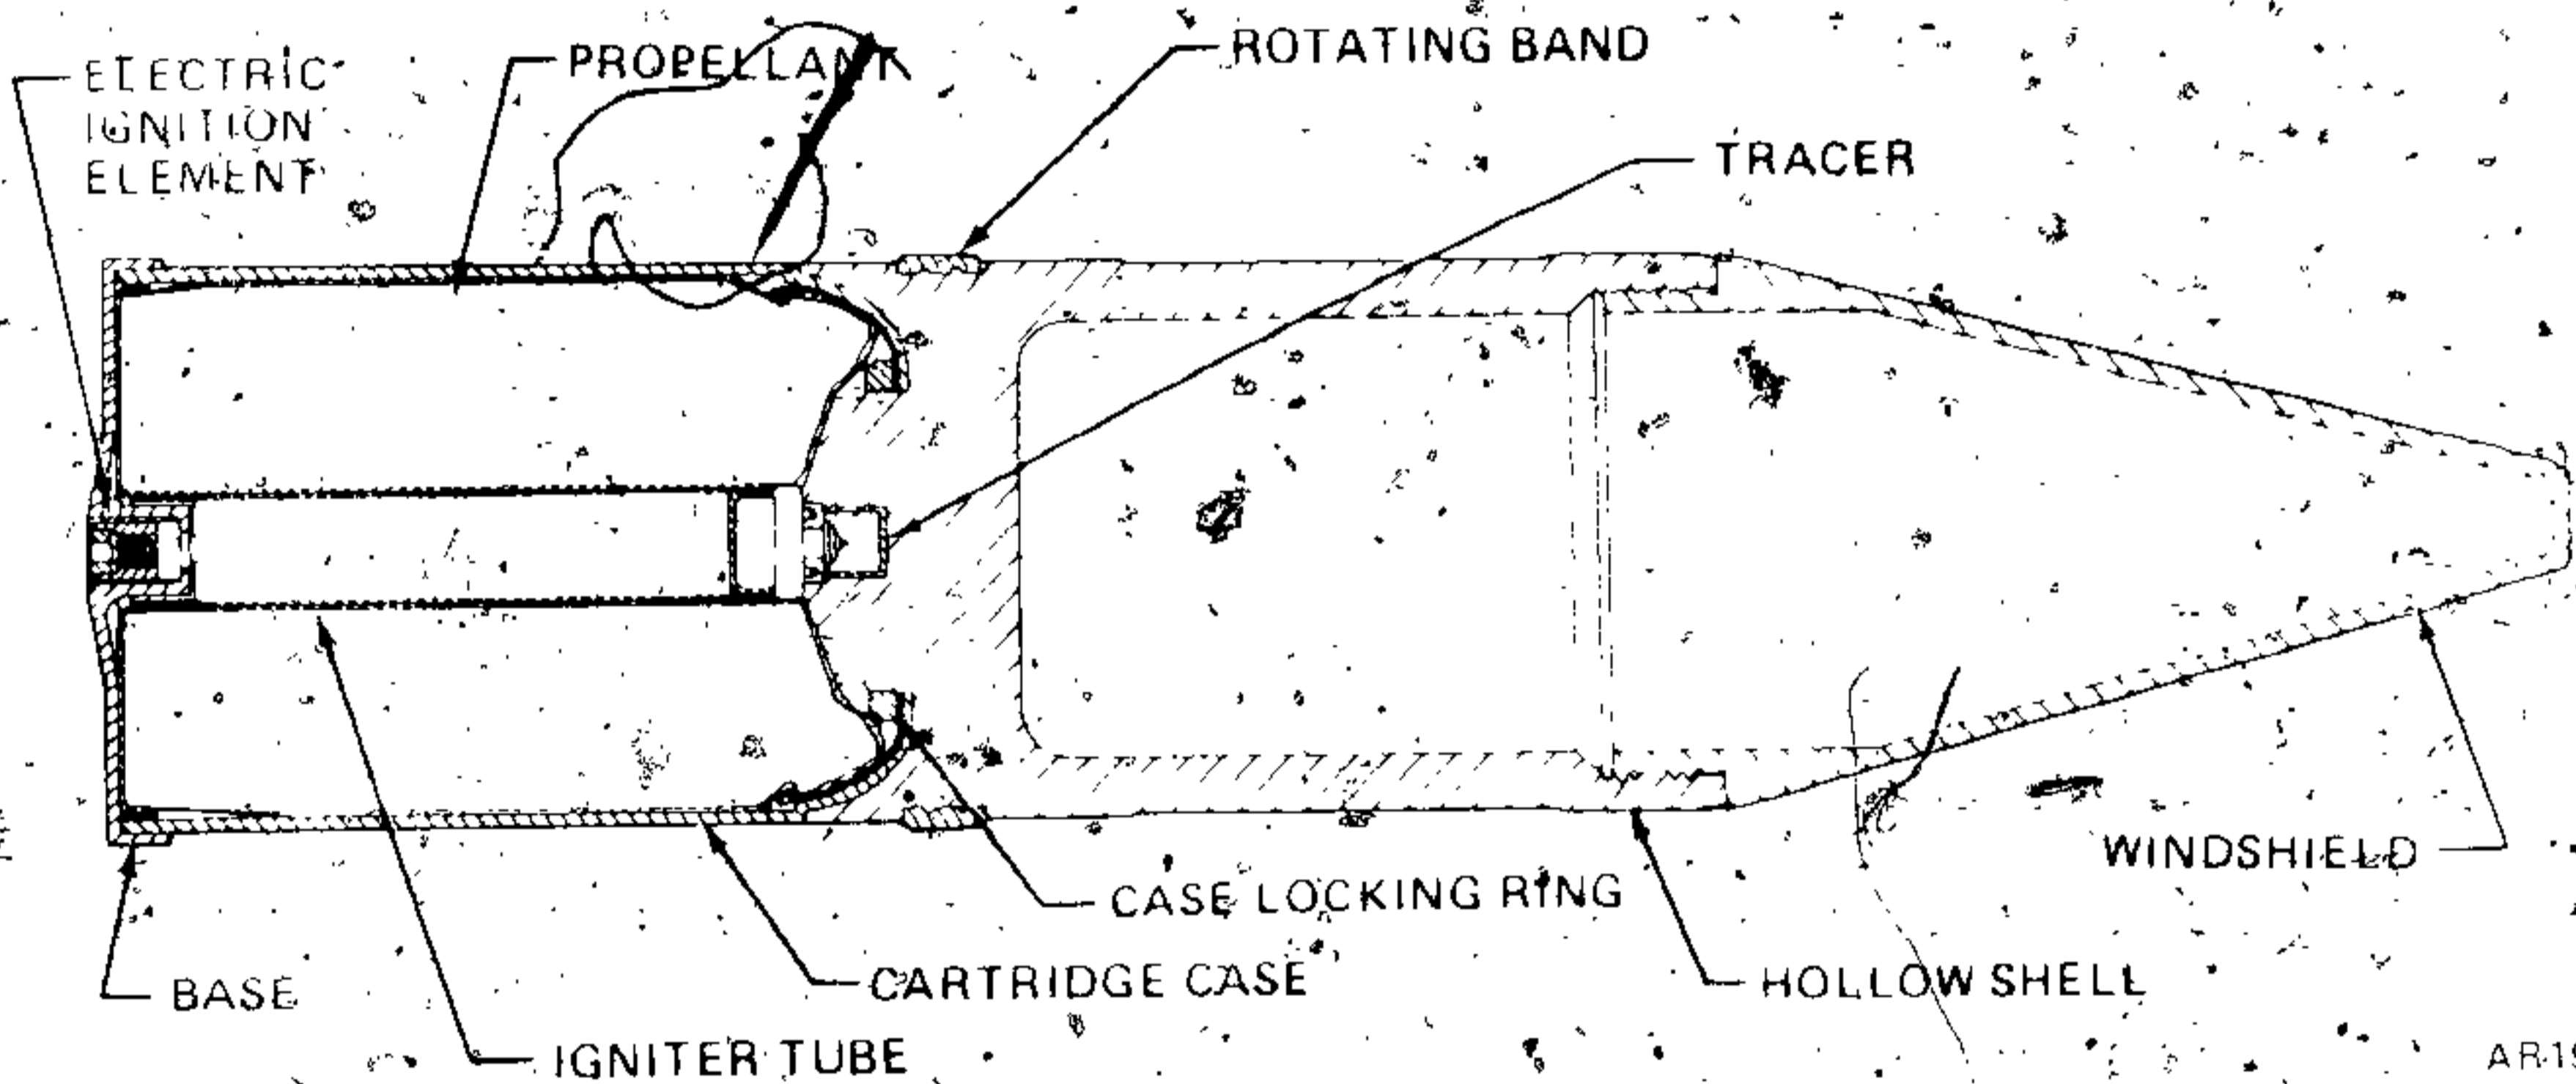 ELECTRIC
IGNITION
ELEMENT
PROPELLANT
ROTATING BAND
TRACER
WINDSHIELD
CASE LOCKING RING
HOLLOW SHELL
CARTRIDGE CASE
BASE
IGNITER TUBE